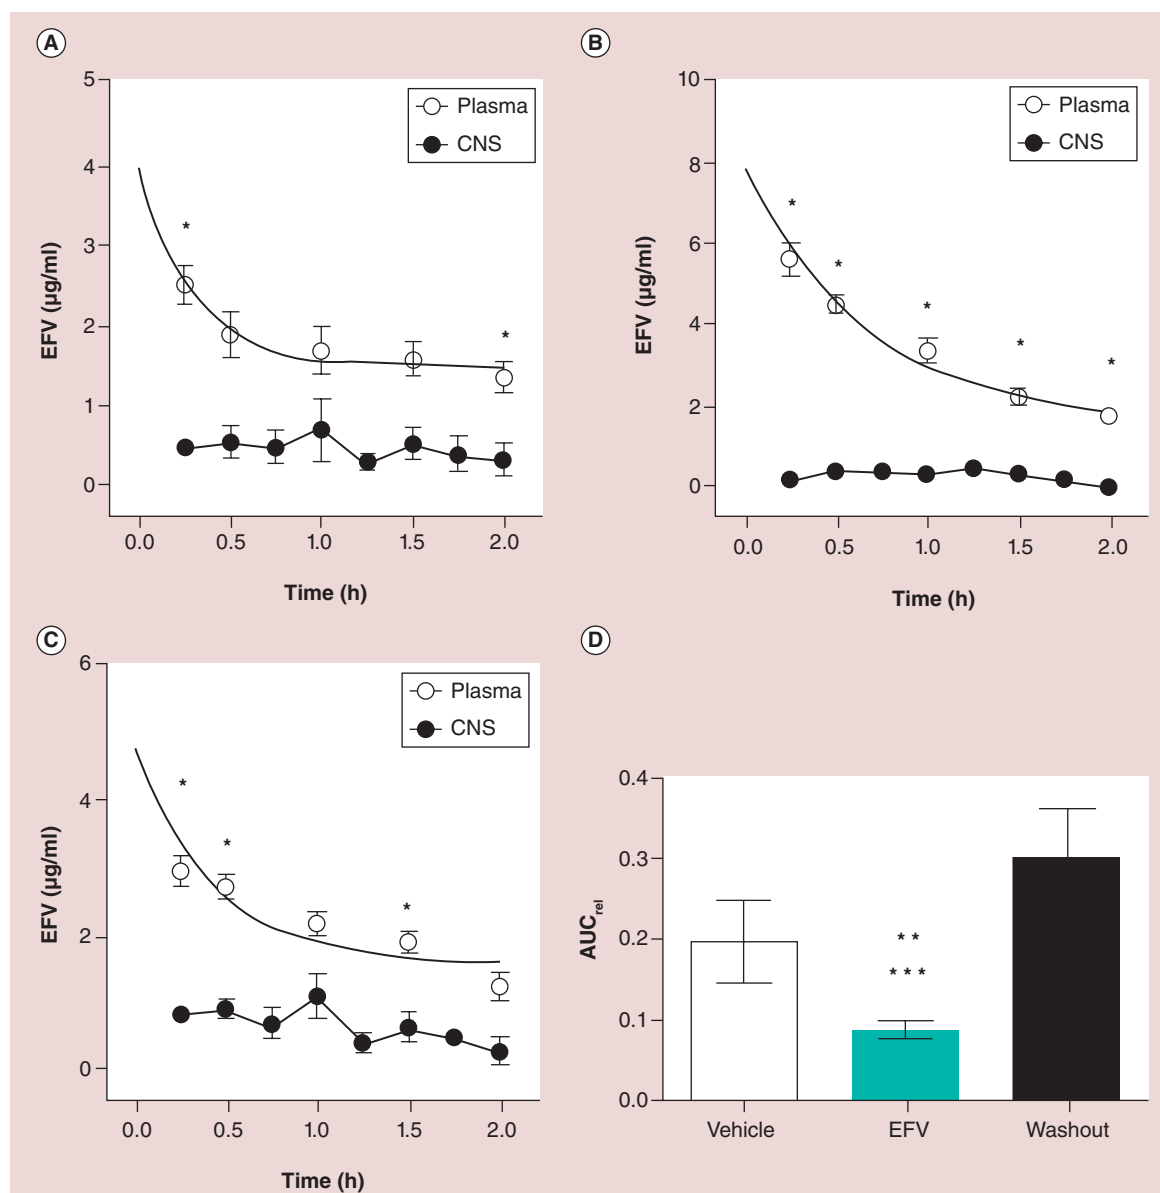 A
5
4
3
2
1
0
EFV (µg/ml)
Plasma
CNS
*
*
0.0 0.5 1.0 1.5 2.0
Time (h)
B
10
8
6
4
2
0
EFV (µg/ml)
Plasma
CNS
*
*
*
*
*
0.0 0.5 1.0 1.5 2.0
Time (h)
C
6
4
2
0
EFV (µg/ml)
Plasma
CNS
*
*
*
0.0 0.5 1.0 1.5 2.0
Time (h)
D
0.4
0.3
0.2
0.1
0.0
AUCrel
* *
* * *
Vehicle EFV Washout